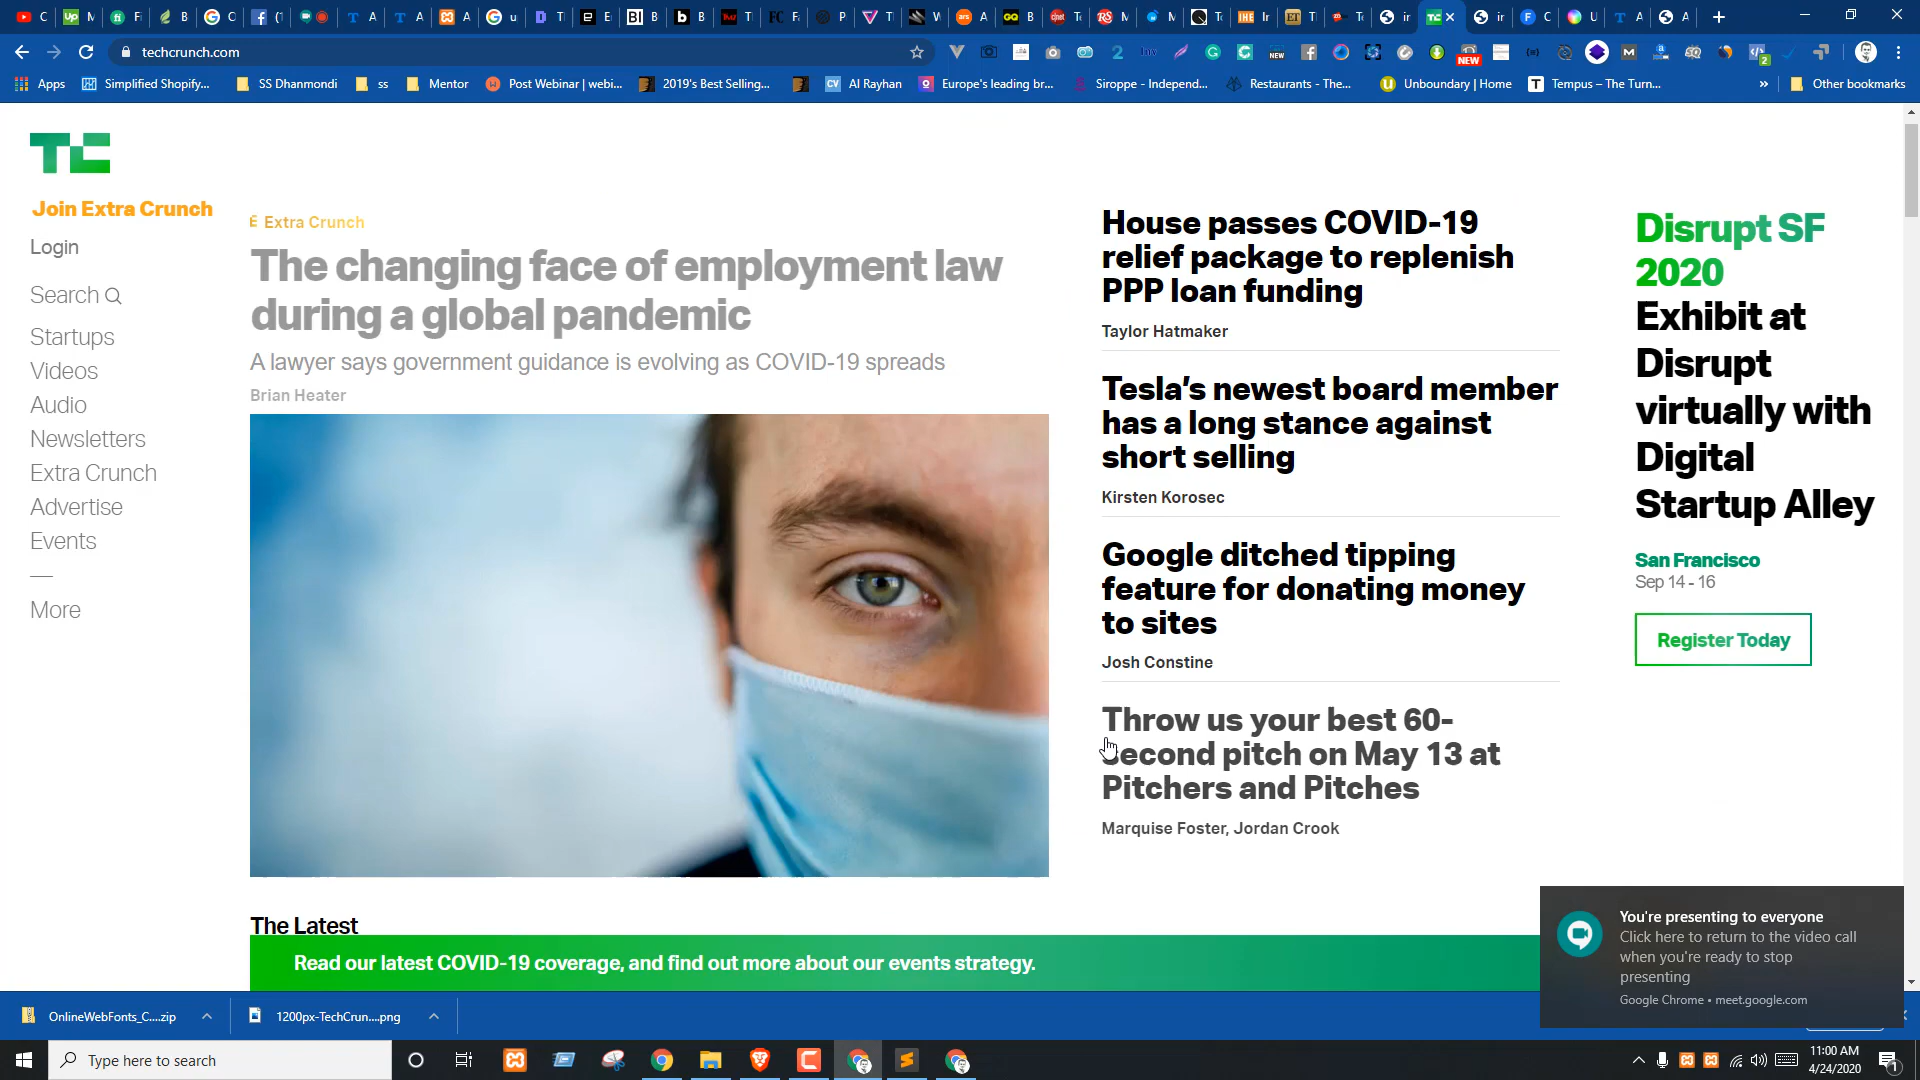 techcrunch.com
NEW
Apps
Simplified Shopify...
SS Dhanmondi
ss
Mentor
Post Webinar | webi...
2019's Best Selling...
Al Rayhan
Europe's leading br...
Siroppe - Independ...
Restaurants - The...
Unboundary | Home
Tempus – The Turn...
Other bookmarks
TC
Join Extra Crunch
Login
Search
Startups
Videos
Audio
Newsletters
Extra Crunch
Advertise
Events
More
Extra Crunch
The changing face of employment law
during a global pandemic
A lawyer says government guidance is evolving as COVID-19 spreads
Brian Heater
House passes COVID-19
relief package to replenish
PPP loan funding
Taylor Hatmaker
Tesla's newest board member
has a long stance against
short selling
Kirsten Korosec
Google ditched tipping
feature for donating money
to sites
Josh Constine
Throw us your best 60-
second pitch on May 13 at
Pitchers and Pitches
Marquise Foster, Jordan Crook
Disrupt SF
2020
Exhibit at
Disrupt
virtually with
Digital
Startup Alley
San Francisco
Sep 14 - 16
Register Today
The Latest
Read our latest COVID-19 coverage, and find out more about our events strategy.
You're presenting to everyone
Click here to return to the video call
when you're ready to stop
presenting
Google Chrome • meet.google.com
OnlineWebFonts_C....zip
1200px-TechCrun....png
Type here to search
11:00 AM
4/24/2020